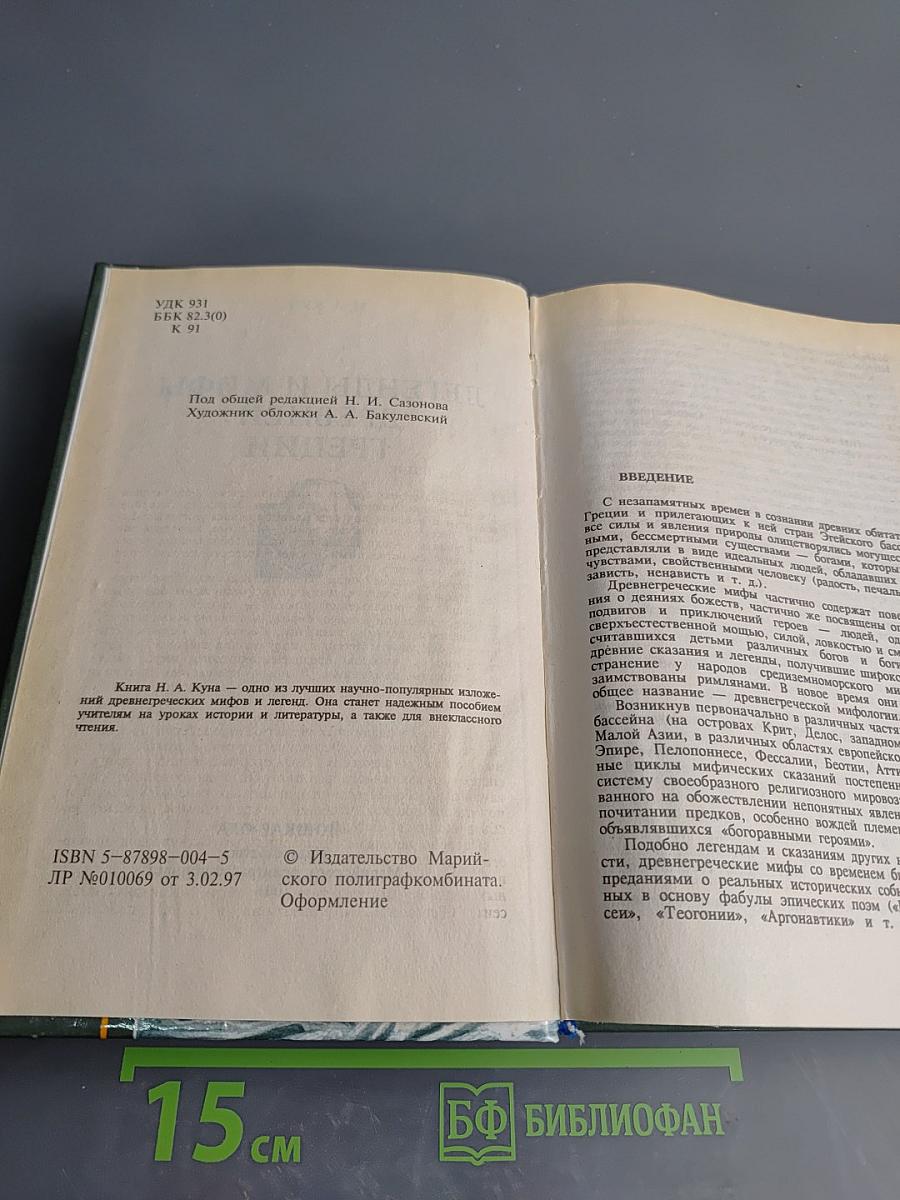 УДК 931
ББК 82.3(0)
К 91
Под общей редакцией Н. И. Сазонова
Художник обложки А. А. Бакулевский
Книга Н. А. Куна — одно из лучших научно-популярных изложе-
ний древнегреческих мифов и легенд. Она станет надежным пособием
учителям на уроках истории и литературы, а также для внеклассного
чтения.
ISBN 5–87898–004–5
ЛР №010069 от 3.02.97
© Издательство Марий-
ского полиграфкомбината.
Оформление
ВВЕДЕНИЕ
С незапамятных времен в сознании древних обитат
Греции и прилегающих к ней стран Эгейского басс
все силы и явления природы олицетворялись могущес
ными, бессмертными существами — богами, которы
представляли в виде идеальных людей, обладавших
чувствами, свойственными человеку (радость, печаль
зависть, ненависть и т. д.).
Древнегреческие мифы частично содержат пове
ния о деяниях божеств, частично же посвящены оп
подвигов и приключений героев — людей, од
сверхъестественной мощью, силой, ловкостью и см
считавшихся детьми различных богов и боги
древние сказания и легенды, получившие широко
странение у народов средиземноморского ми
заимствованы римлянами. В новое время они
общее название — древнегреческой мифологии
Возникнув первоначально в различных частя
бассейна (на островах Крит, Делос, западном
Малой Азии, в различных областях европейско
Эпире, Пелопоннесе, Фессалии, Беотии, Атти
ные циклы мифических сказаний постепенн
систему своеобразного религиозного мировоз
ванного на обожествлении непонятных явлен
почитании предков, особенно вождей племен
объявлявшихся «богоравными героями».
Подобно легендам и сказаниям других н
сти, древнегреческие мифы со временем бы
преданиями о реальных исторических собы
ных в основу фабулы эпических поэм («
сеи», «Теогонии», «Аргонавтики» и т.
15 см
БФ БИБЛИОФАН